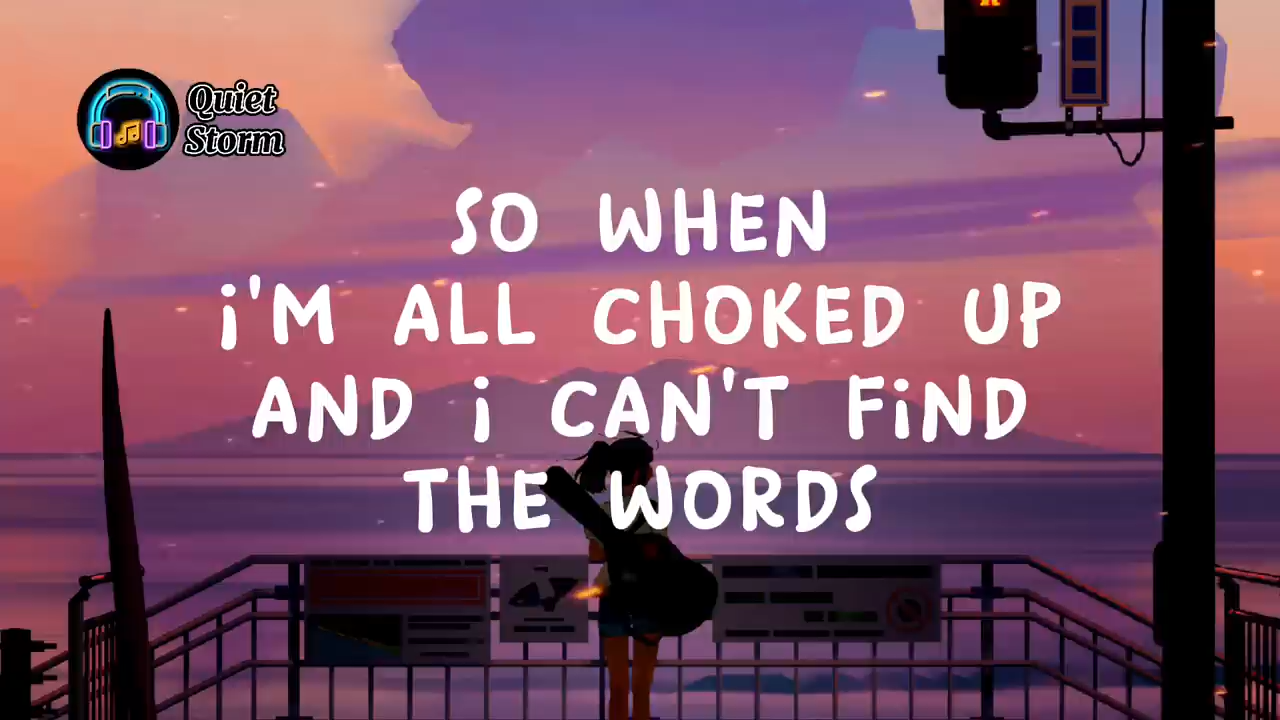 Quiet
Storm
SO WHEN
i'M ALL CHOKED UP
AND i CAN'T FiND
THE WORDS